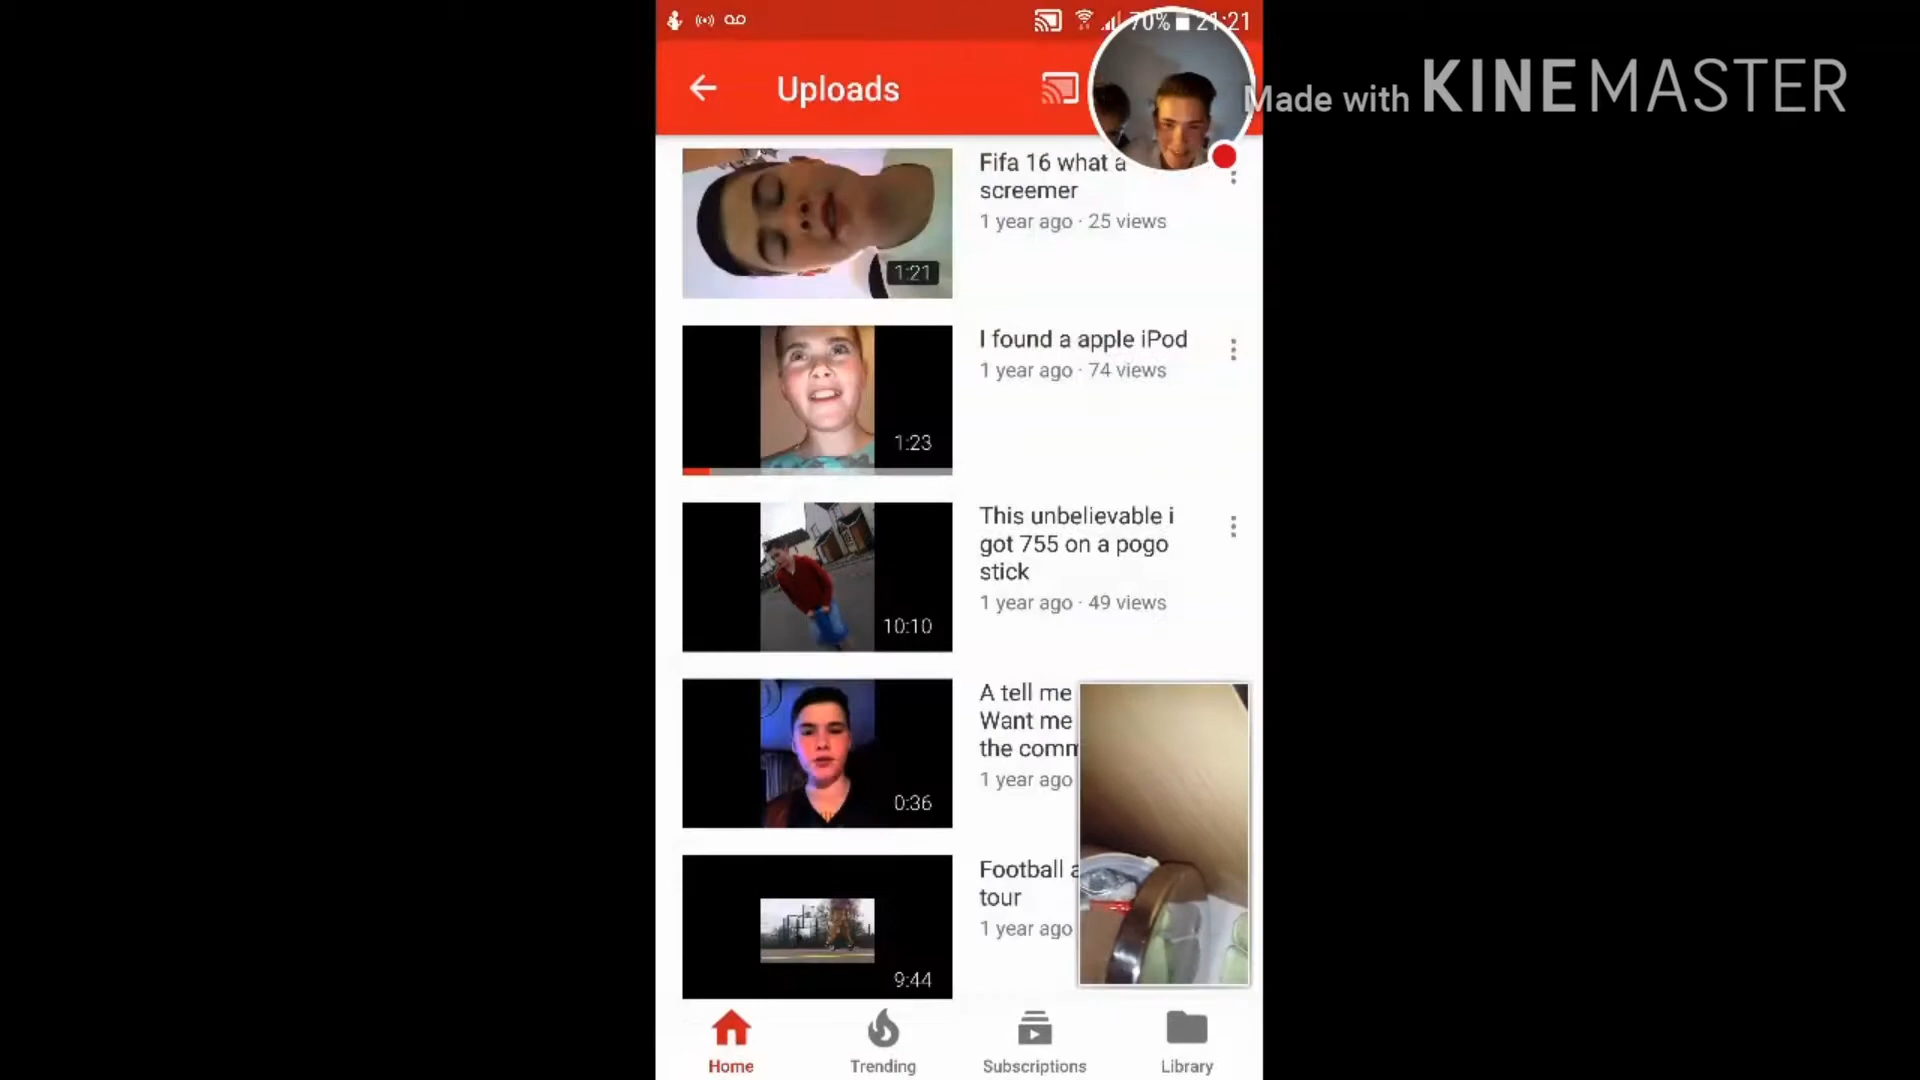 70% 21:21
Uploads
Made with KINEMASTER
Fifa 16 what a
screemer
1 year ago · 25 views
1:21
I found a apple iPod
1 year ago · 74 views
1:23
This unbelievable i
got 755 on a pogo
stick
1 year ago · 49 views
10:10
A tell me
Want me
the comm
1 year ago
0:36
Football a
tour
1 year ago
9:44
Home
Trending
Subscriptions
Library